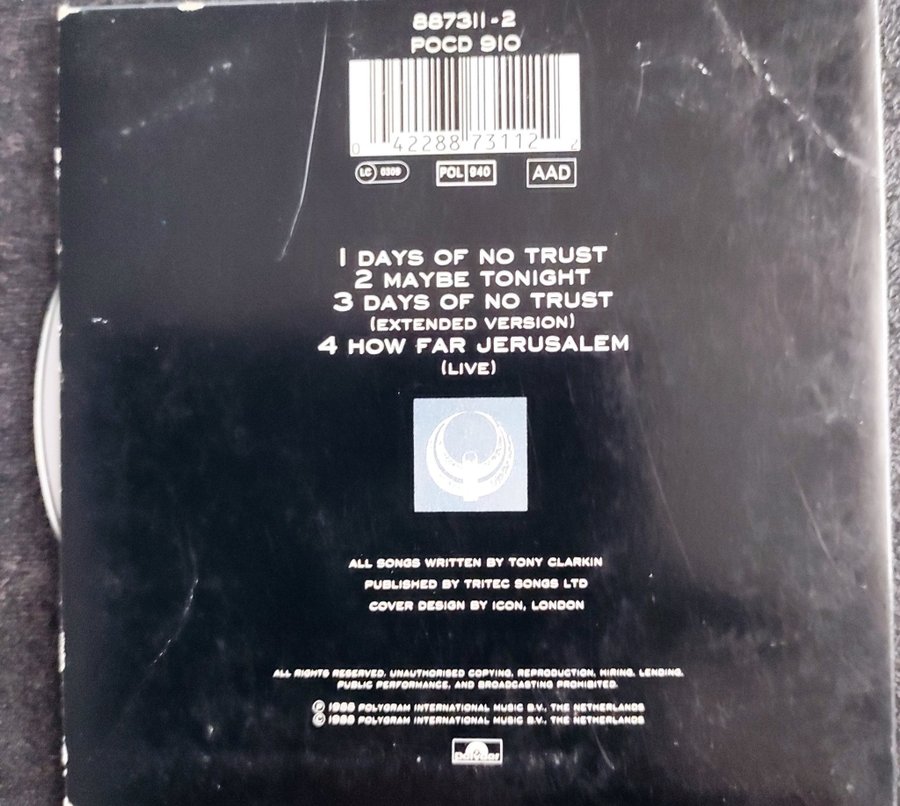 887311-2
POCD 910
0 42288 73112 2
LC 0309
POL 940
AAD
1 DAYS OF NO TRUST
2 MAYBE TONIGHT
3 DAYS OF NO TRUST
(EXTENDED VERSION)
4 HOW FAR JERUSALEM
(LIVE)
ALL SONGS WRITTEN BY TONY CLARKIN
PUBLISHED BY TRITEC SONGS LTD
COVER DESIGN BY ICON, LONDON
ALL RIGHTS RESERVED. UNAUTHORISED COPYING, REPRODUCTION, HIRING, LENDING,
PUBLIC PERFORMANCE, AND BROADCASTING PROHIBITED.
℗ 1988 POLYGRAM INTERNATIONAL MUSIC B.V., THE NETHERLANDS
© 1988 POLYGRAM INTERNATIONAL MUSIC B.V., THE NETHERLANDS
polydor